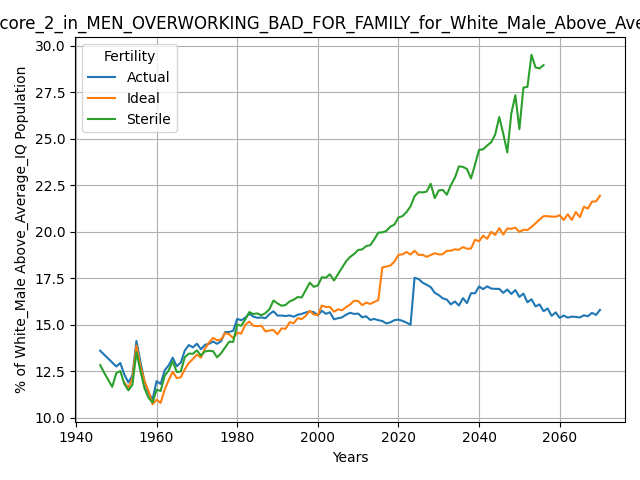 core_2_in_MEN_OVERWORKING_BAD_FOR_FAMILY_for_White_Male_Above_Ave
Fertility
Actual
Ideal
Sterile
% of White_Male Above_Average_IQ Population
30.0
27.5
25.0
22.5
20.0
17.5
15.0
12.5
10.0
1940
1960
1980
2000
2020
2040
2060
Years